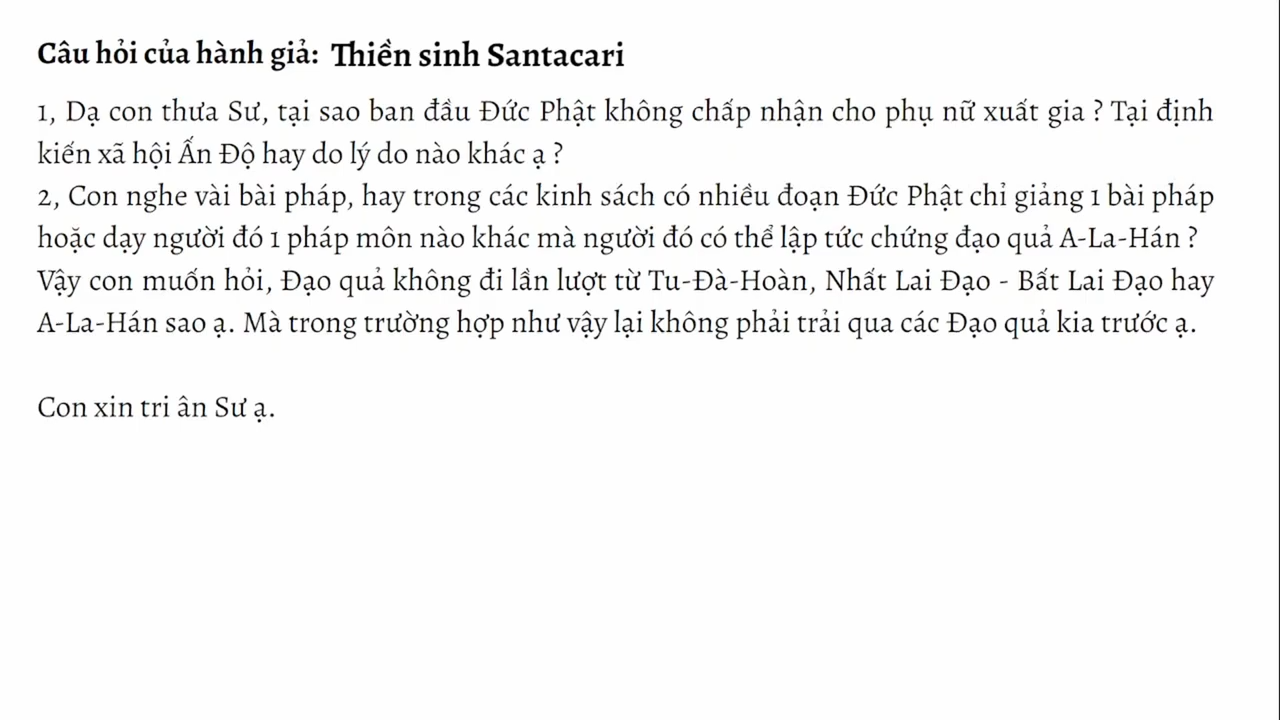 Câu hỏi của hành giả: Thiền sinh Santacari
1, Dạ con thưa Sư, tại sao ban đầu Đức Phật không chấp nhận cho phụ nữ xuất gia ? Tại định
kiến xã hội Ấn Độ hay do lý do nào khác ạ ?
2, Con nghe vài bài pháp, hay trong các kinh sách có nhiều đoạn Đức Phật chỉ giảng 1 bài pháp
hoặc dạy người đó 1 pháp môn nào khác mà người đó có thể lập tức chứng đạo quả A-La-Hán ?
Vậy con muốn hỏi, Đạo quả không đi lần lượt từ Tu-Đà-Hoàn, Nhất Lai Đạo - Bất Lai Đạo hay
A-La-Hán sao ạ. Mà trong trường hợp như vậy lại không phải trải qua các Đạo quả kia trước ạ.
Con xin tri ân Sư ạ.